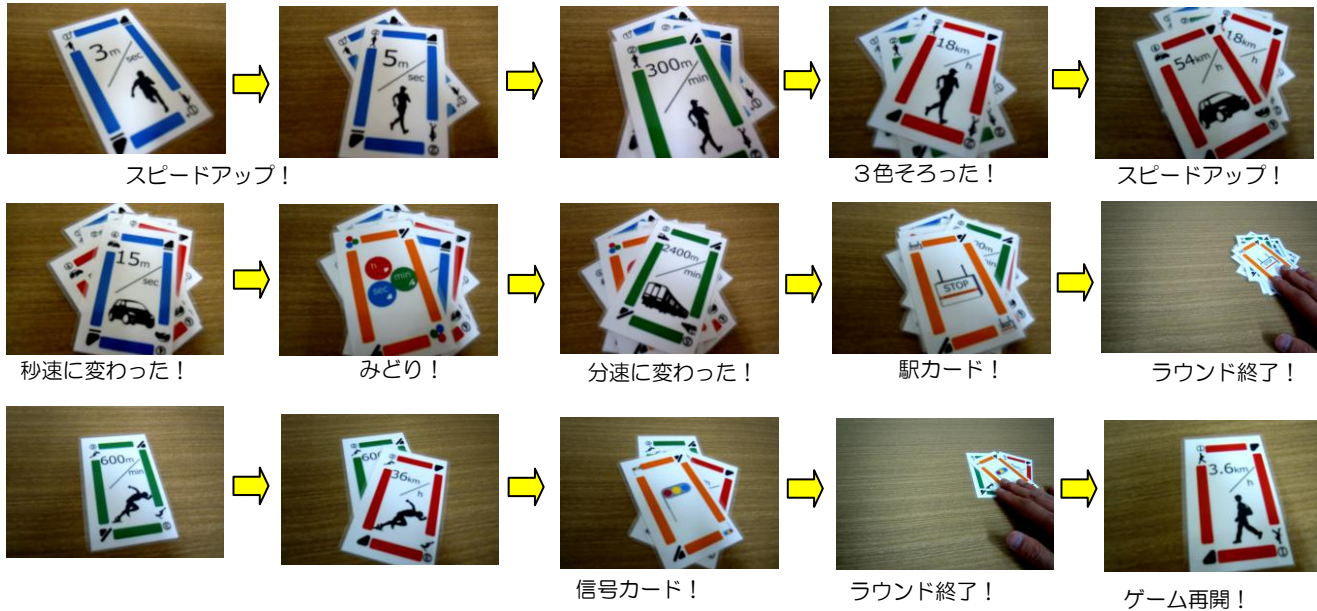 3m/sec
5m/sec
300m/min
18km/h
54km/h
18km/h
スピードアップ！
３色そろった！
スピードアップ！
15m/sec
h
min
sec
2400m/min
STOP
秒速に変わった！
みどり！
分速に変わった！
駅カード！
ラウンド終了！
600m/min
36km/h
3.6km/h
信号カード！
ラウンド終了！
ゲーム再開！